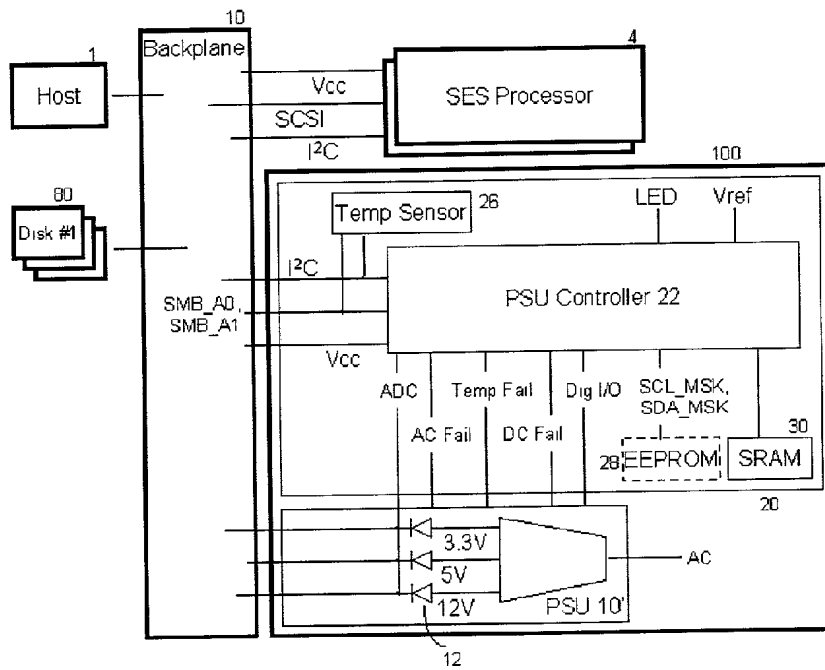 10
Backplane
1
Host
4
SES Processor
Vcc
SCSI
I²C
100
80
Disk #1
Temp Sensor
26
LED
Vref
I²C
PSU Controller 22
SMB_A0,
SMB_A1
Vcc
ADC
Temp Fail
Dig I/O
SCL_MSK,
SDA_MSK
AC Fail
DC Fail
30
28
EEPROM
SRAM
20
3.3V
5V
12V
AC
PSU 10'
12